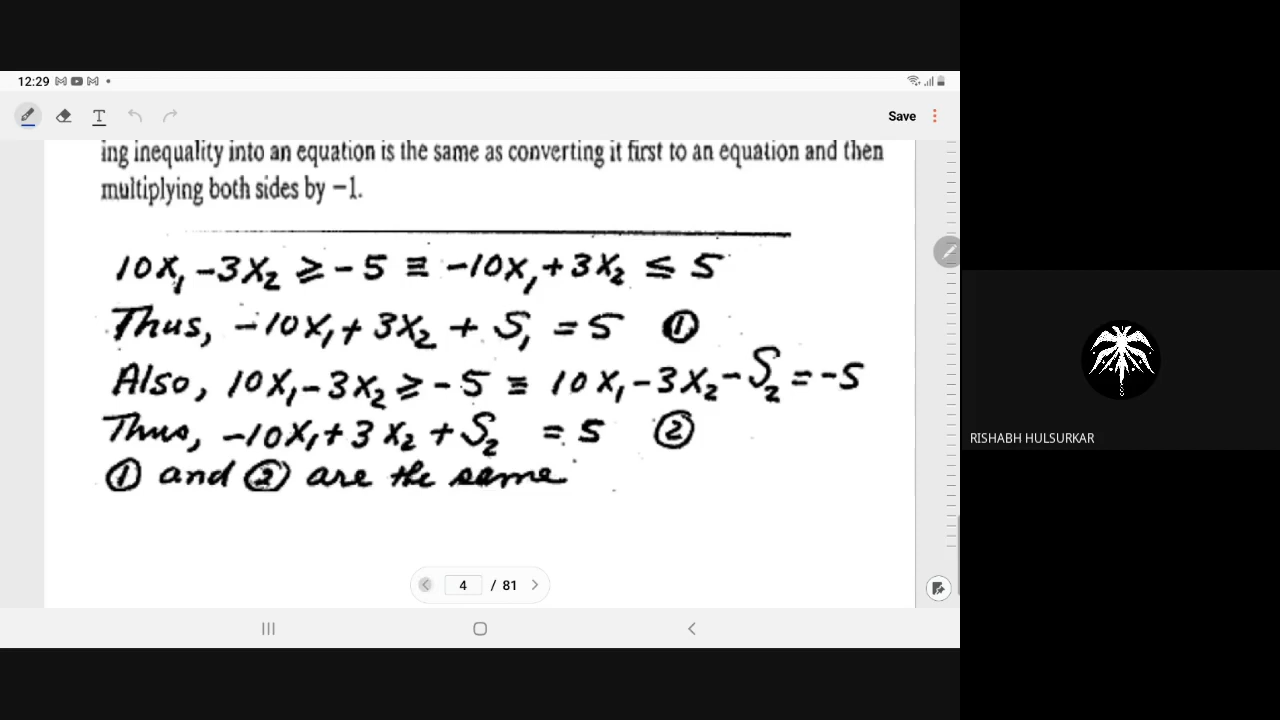 12:29
Save
ing inequality into an equation is the same as converting it first to an equation and then
multiplying both sides by −1.
10x₁ − 3x₂ ≥ −5 ≡ −10x₁ + 3x₂ ≤ 5
Thus, −10x₁ + 3x₂ + S₁ = 5 ①
Also, 10x₁ − 3x₂ ≥ −5 ≡ 10x₁ − 3x₂ − S₂ = −5
Thus, −10x₁ + 3x₂ + S₂ = 5 ②
① and ② are the same
4 / 81
RISHABH HULSURKAR